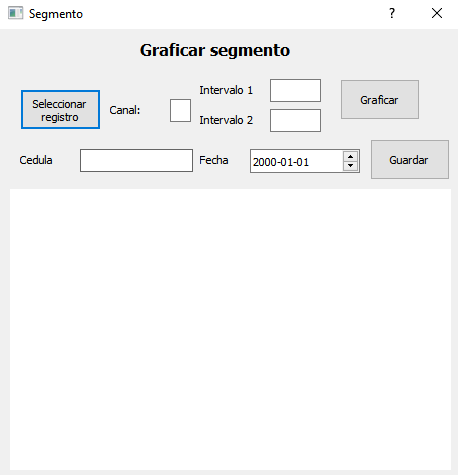 Segmento
?
Graficar segmento
Seleccionar
registro
Canal:
Intervalo 1
Intervalo 2
Graficar
Cedula
Fecha
2000-01-01
Guardar